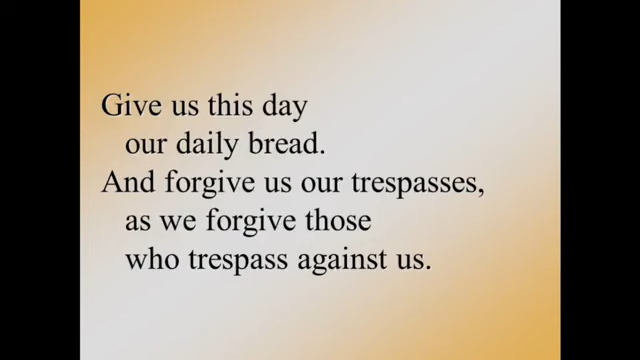 Give us this day
our daily bread.
And forgive us our trespasses,
as we forgive those
who trespass against us.